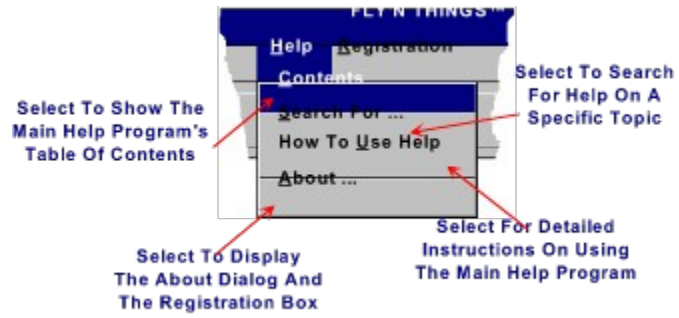 FLY'N THINGS™
Help Registration
Contents
Search For ...
How To Use Help
About ...
Select To Show The
Main Help Program's
Table Of Contents
Select To Search
For Help On A
Specific Topic
Select To Display
The About Dialog And
The Registration Box
Select For Detailed
Instructions On Using
The Main Help Program